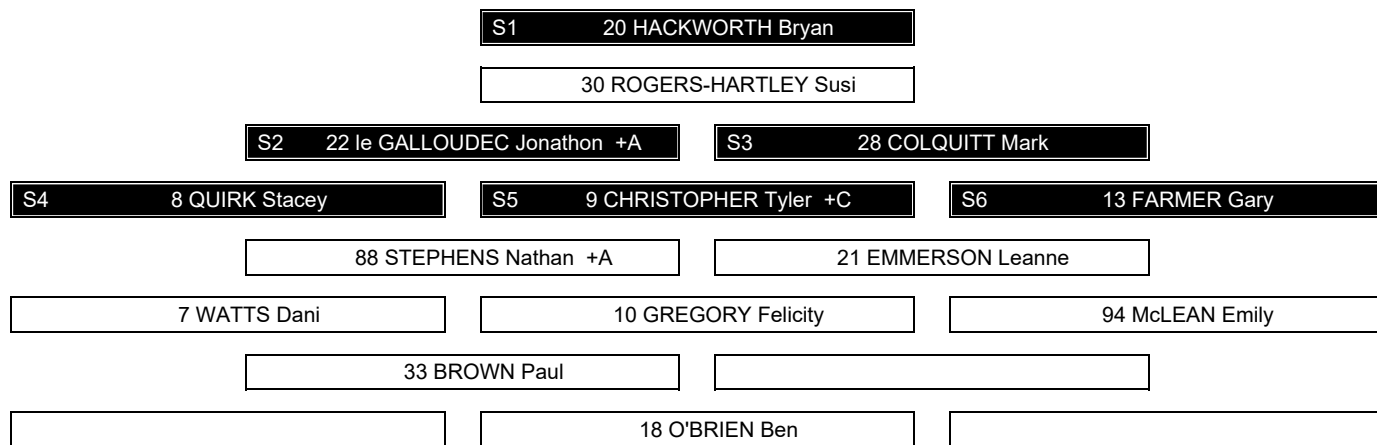 S1 20 HACKWORTH Bryan
30 ROGERS-HARTLEY Susi
S2 22 le GALLOUDEC Jonathon +A S3 28 COLQUITT Mark
S4 8 QUIRK Stacey S5 9 CHRISTOPHER Tyler +C S6 13 FARMER Gary
88 STEPHENS Nathan +A 21 EMMERSON Leanne
7 WATTS Dani 10 GREGORY Felicity 94 McLEAN Emily
33 BROWN Paul
18 O'BRIEN Ben